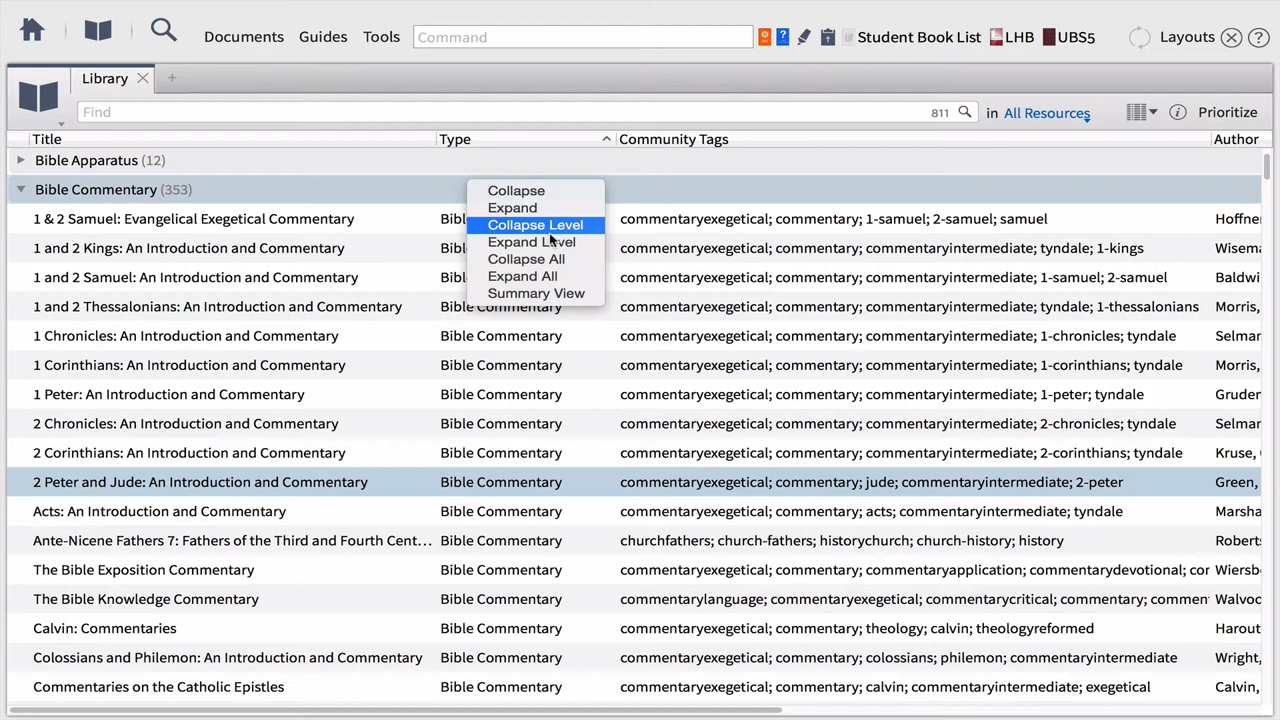 Documents Guides Tools Command Student Book List LHB UBS5 Layouts
Library
Find 811 in All Resources Prioritize
Title Type Community Tags Author
Bible Apparatus (12)
Bible Commentary (353)
Collapse
Expand
Collapse Level
Expand Level
Collapse All
Expand All
Summary View
1 & 2 Samuel: Evangelical Exegetical Commentary commentaryexegetical; commentary; 1-samuel; 2-samuel; samuel Hoffner
1 and 2 Kings: An Introduction and Commentary commentaryexegetical; commentary; commentaryintermediate; tyndale; 1-kings Wisema
1 and 2 Samuel: An Introduction and Commentary commentaryexegetical; commentary; commentaryintermediate; 1-samuel; 2-samuel Baldwin
1 and 2 Thessalonians: An Introduction and Commentary commentaryexegetical; commentary; commentaryintermediate; tyndale; 1-thessalonians Morris,
1 Chronicles: An Introduction and Commentary Bible Commentary commentaryexegetical; commentary; commentaryintermediate; 1-chronicles; tyndale Selman
1 Corinthians: An Introduction and Commentary Bible Commentary commentaryexegetical; commentary; commentaryintermediate; 1-corinthians; tyndale Morris,
1 Peter: An Introduction and Commentary Bible Commentary commentaryexegetical; commentary; commentaryintermediate; 1-peter; tyndale Gruder
2 Chronicles: An Introduction and Commentary Bible Commentary commentaryexegetical; commentary; commentaryintermediate; 2-chronicles; tyndale Selman
2 Corinthians: An Introduction and Commentary Bible Commentary commentaryexegetical; commentary; commentaryintermediate; 2-corinthians; tyndale Kruse,
2 Peter and Jude: An Introduction and Commentary Bible Commentary commentaryexegetical; commentary; jude; commentaryintermediate; 2-peter Green,
Acts: An Introduction and Commentary Bible Commentary commentaryexegetical; commentary; acts; commentaryintermediate; tyndale Marsha
Ante-Nicene Fathers 7: Fathers of the Third and Fourth Cent... Bible Commentary churchfathers; church-fathers; historychurch; church-history; history Robert
The Bible Exposition Commentary Bible Commentary commentaryexegetical; commentary; commentaryapplication; commentarydevotional; cor Wiersb
The Bible Knowledge Commentary Bible Commentary commentarylanguage; commentaryexegetical; commentarycritical; commentary; commen Walvoo
Calvin: Commentaries Bible Commentary commentaryexegetical; commentary; theology; calvin; theologyreformed Harout
Colossians and Philemon: An Introduction and Commentary Bible Commentary commentaryexegetical; commentary; colossians; philemon; commentaryintermediate Wright,
Commentaries on the Catholic Epistles Bible Commentary commentaryexegetical; commentary; calvin; commentaryintermediate; exegetical Calvin,